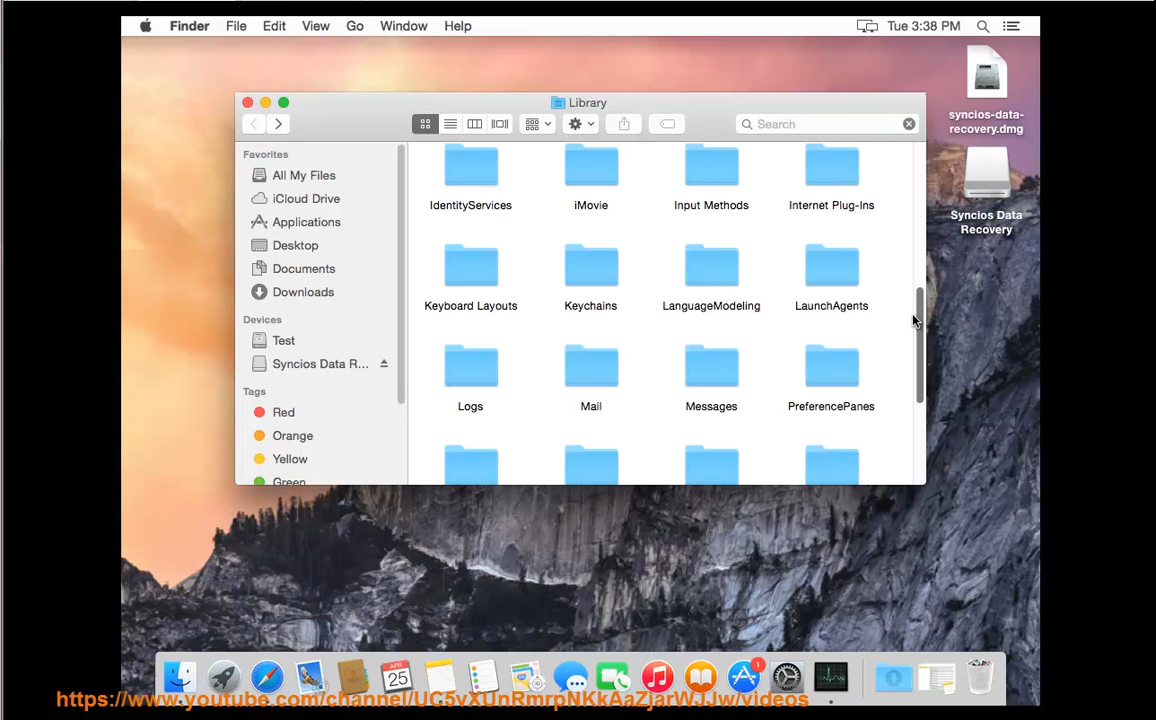 Finder File Edit View Go Window Help Tue 3:38 PM
Library
Search
syncios-data-
recovery.dmg
Syncios Data
Recovery
Favorites
All My Files
iCloud Drive
Applications
Desktop
Documents
Downloads
Devices
Test
Syncios Data R...
Tags
Red
Orange
Yellow
Green
IdentityServices iMovie Input Methods Internet Plug-Ins
Keyboard Layouts Keychains LanguageModeling LaunchAgents
Logs Mail Messages PreferencePanes
APR
25
1
https://www.youtube.com/channel/UC5vXUnRmrpNKkAaZjarWJJw/videos